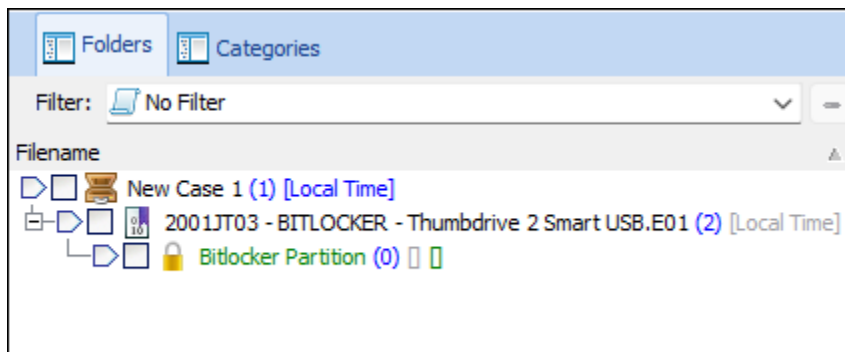 Folders Categories
Filter: No Filter
Filename
New Case 1 (1) [Local Time]
2001JT03 - BITLOCKER - Thumbdrive 2 Smart USB.E01 (2) [Local Time]
Bitlocker Partition (0) [] []